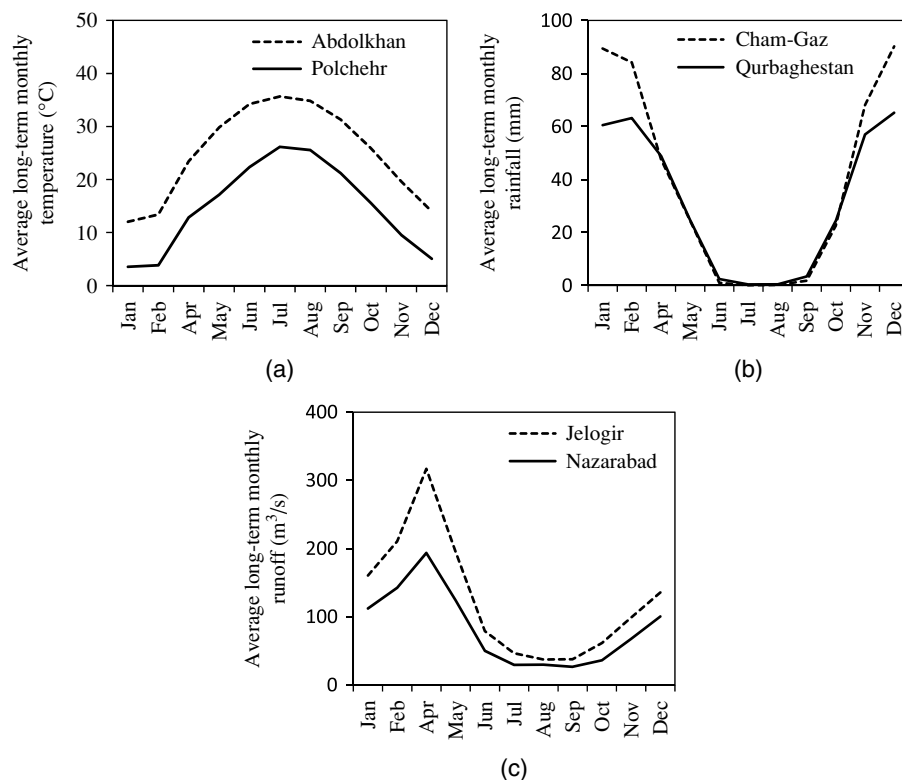 Average long-term monthly
temperature (°C)
50
40
30
20
10
0
Abdolkhan
Polchehr
Jan
Feb
Apr
May
Jun
Jul
Aug
Sep
Oct
Nov
Dec
(a)
Average long-term monthly
rainfall (mm)
100
80
60
40
20
0
Cham-Gaz
Qurbaghestan
Jan
Feb
Apr
May
Jun
Jul
Aug
Sep
Oct
Nov
Dec
(b)
Average long-term monthly
runoff (m³/s)
400
300
200
100
0
Jelogir
Nazarabad
Jan
Feb
Apr
May
Jun
Jul
Aug
Sep
Oct
Nov
Dec
(c)